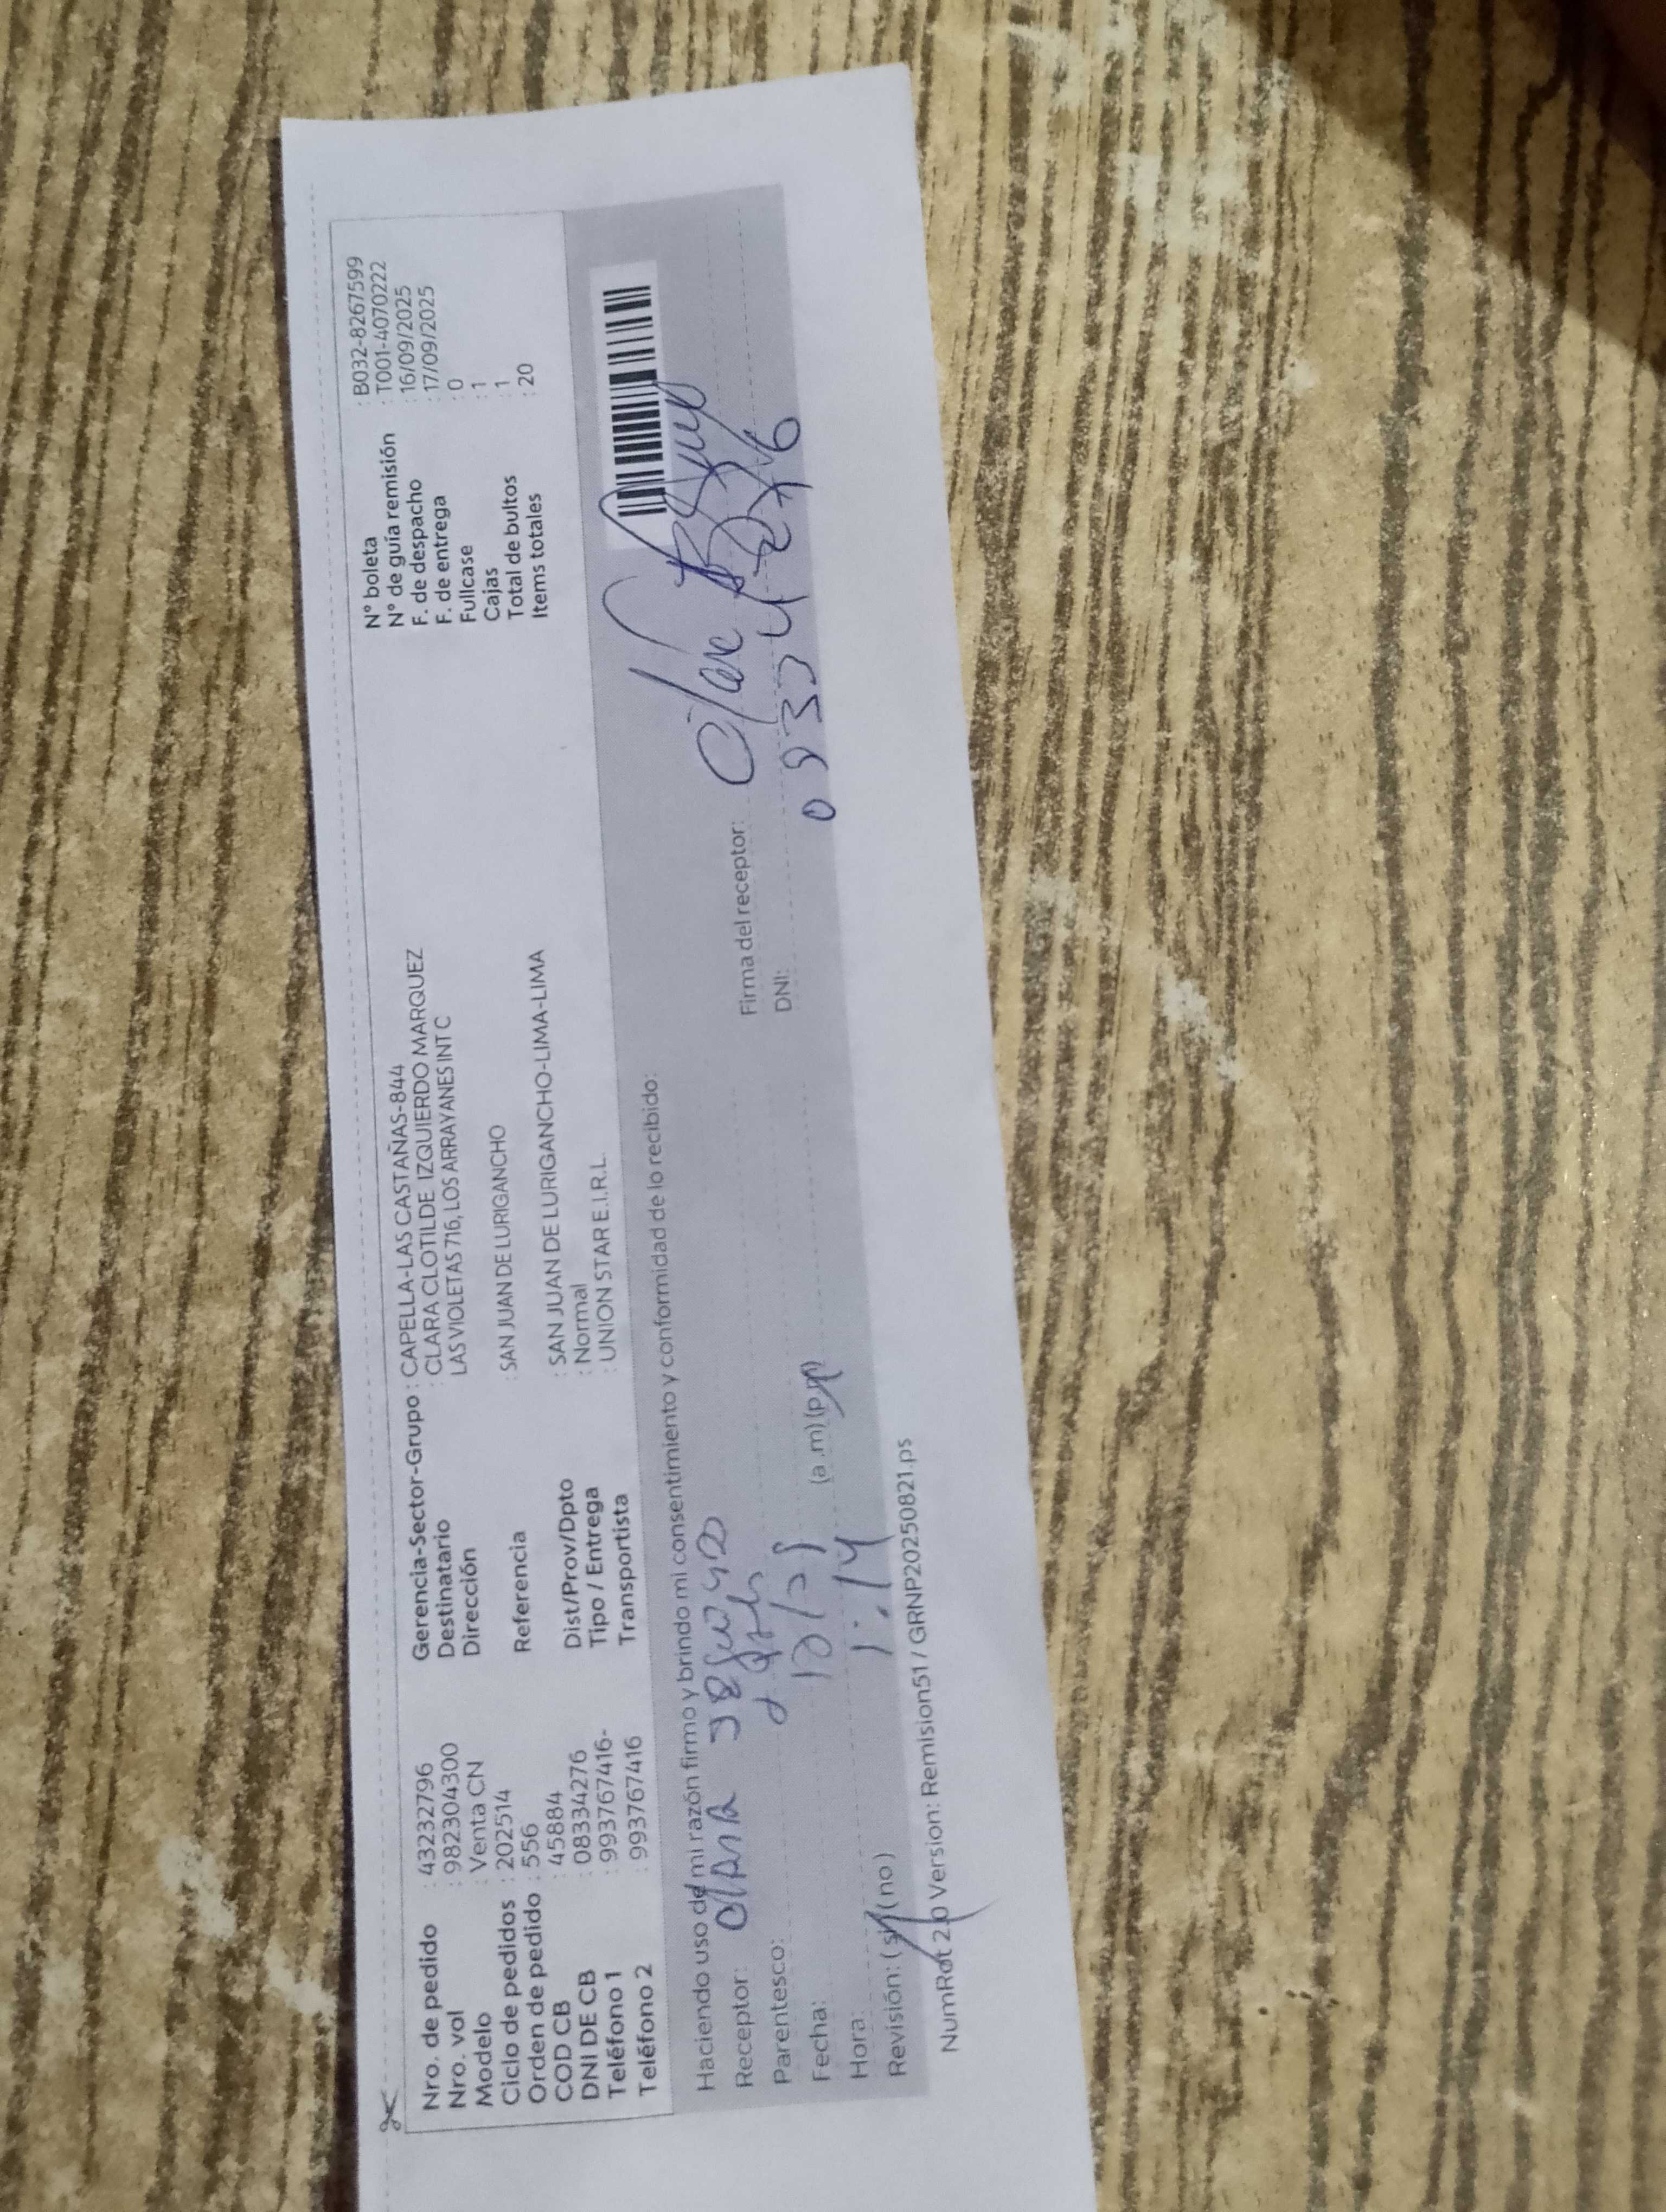 Nro. de pedido : 43232796
Nro. vol : 982304300
Modelo : Venta CN
Ciclo de pedidos : 202514
Orden de pedido : 556
COD CB : 45884
DNI DE CB : 08334276
Teléfono 1 : 993767416-
Teléfono 2 : 993767416
Gerencia-Sector-Grupo : CAPELLA-LAS CASTAÑAS-844
Destinatario : CLARA CLOTILDE IZQUIERDO MARQUEZ
Dirección LAS VIOLETAS 716, LOS ARRAYANES INT C
Referencia : SAN JUAN DE LURIGANCHO
Dist/Prov/Dpto : SAN JUAN DE LURIGANCHO-LIMA-LIMA
Tipo / Entrega : Normal
Transportista : UNION STAR E.I.R.L.
N° boleta : B032-8267599
N° de guía remisión : T001-4070222
F. de despacho : 16/09/2025
F. de entrega : 17/09/2025
Fullcase : 0
Cajas : 1
Total de bultos : 1
Items totales : 20
Haciendo uso de mi razón firmo y brindo mi consentimiento y conformidad de lo recibido:
Receptor:
Parentesco:
Fecha:
Hora: 1:14 (a .m) (p.m)
Revisión: ( si ) ( no )
Firma del receptor:
DNI:
NumRot 2.0 Version: Remision51 / GRNP20250821.ps